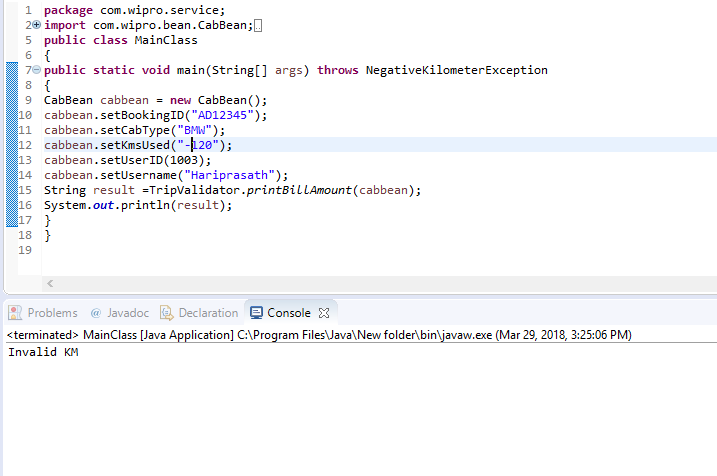 1 package com.wipro.service;
2 import com.wipro.bean.CabBean;
5 public class MainClass
6 {
7 public static void main(String[] args) throws NegativeKilometerException
8 {
9 CabBean cabbean = new CabBean();
10 cabbean.setBookingID("AD12345");
11 cabbean.setCabType("BMW");
12 cabbean.setKmsUsed("-120");
13 cabbean.setUserID(1003);
14 cabbean.setUsername("Hariprasath");
15 String result =TripValidator.printBillAmount(cabbean);
16 System.out.println(result);
17 }
18 }
19
Problems @ Javadoc Declaration Console
<terminated> MainClass [Java Application] C:\Program Files\Java\New folder\bin\javaw.exe (Mar 29, 2018, 3:25:06 PM)
Invalid KM